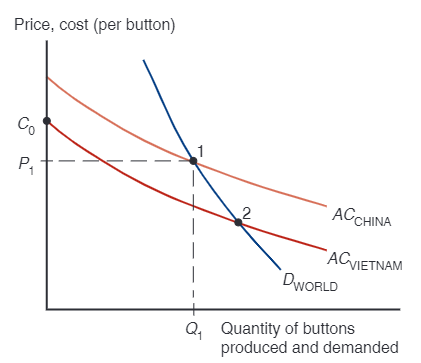 Price, cost (per button)
C0
P1
1
2
ACCHINA
ACVIETNAM
DWORLD
Q1
Quantity of buttons
produced and demanded